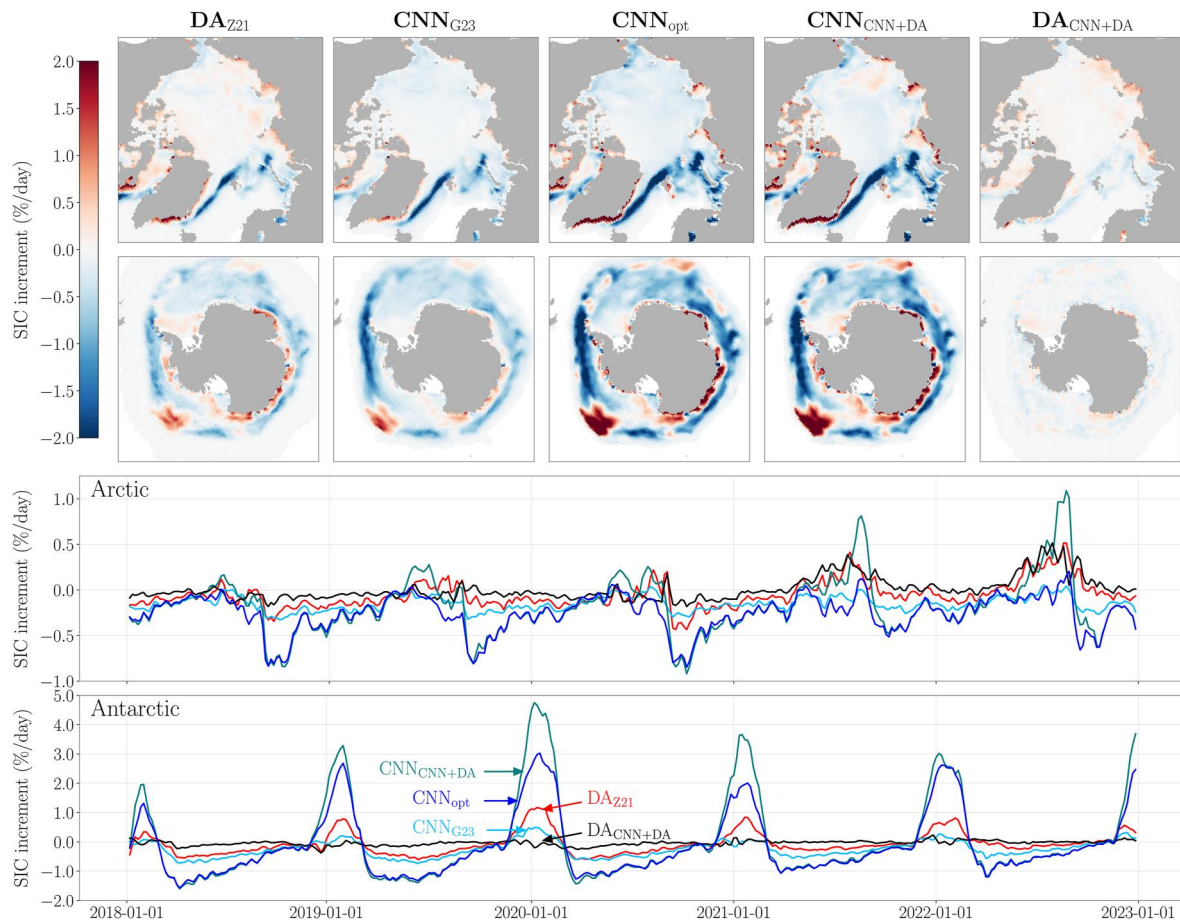 DA_Z21 CNN_G23 CNN_opt CNN_CNN+DA DA_CNN+DA
SIC increment (%/day)
2.0
1.5
1.0
0.5
0.0
−0.5
−1.0
−1.5
−2.0
Arctic
SIC increment (%/day)
1.0
0.5
0.0
−0.5
−1.0
Antarctic
SIC increment (%/day)
5.0
4.0
3.0
2.0
1.0
0.0
−1.0
−2.0
CNN_CNN+DA
CNN_opt DA_Z21
CNN_G23 DA_CNN+DA
2018-01-01 2019-01-01 2020-01-01 2021-01-01 2022-01-01 2023-01-01